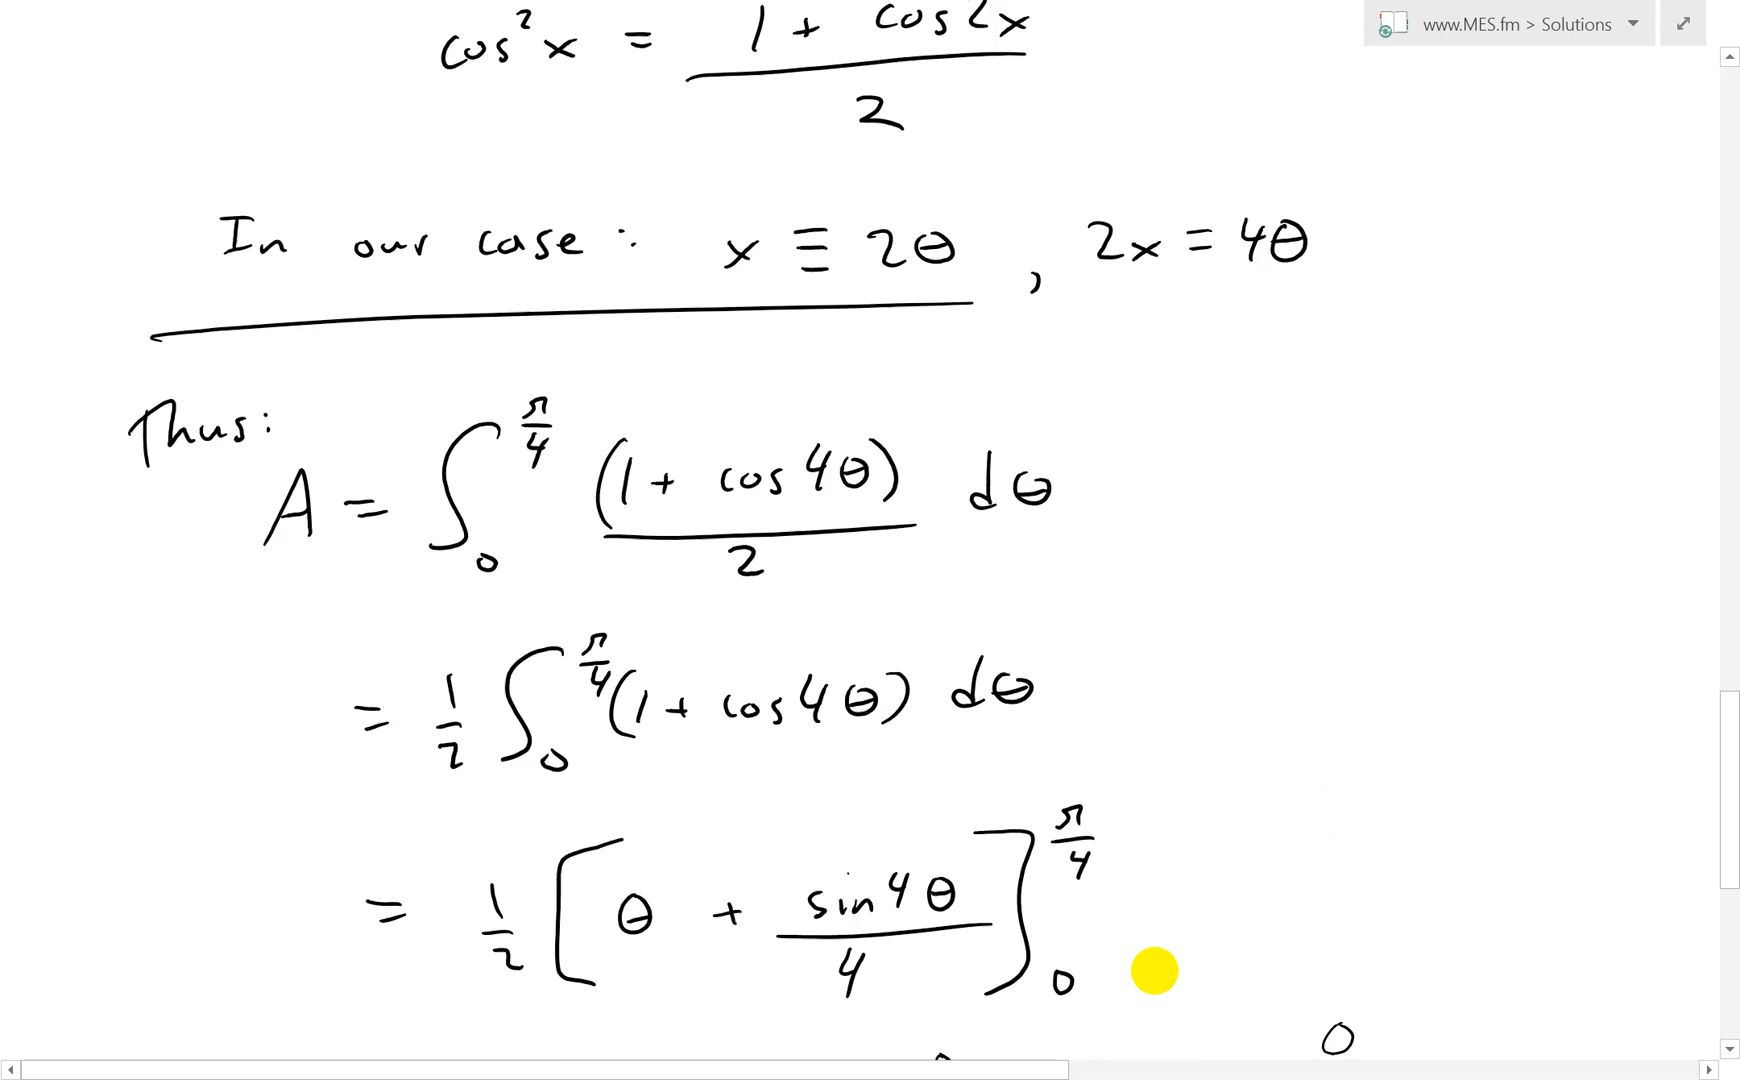 www.MES.fm > Solutions
cos² x = (1 + cos 2x) / 2
In our case : x ≡ 2θ , 2x = 4θ
Thus:
A = ∫₀^(π/4) (1 + cos 4θ) / 2 dθ
= 1/2 ∫₀^(π/4) (1 + cos 4θ) dθ
= 1/2 [ θ + sin 4θ / 4 ]₀^(π/4)
0